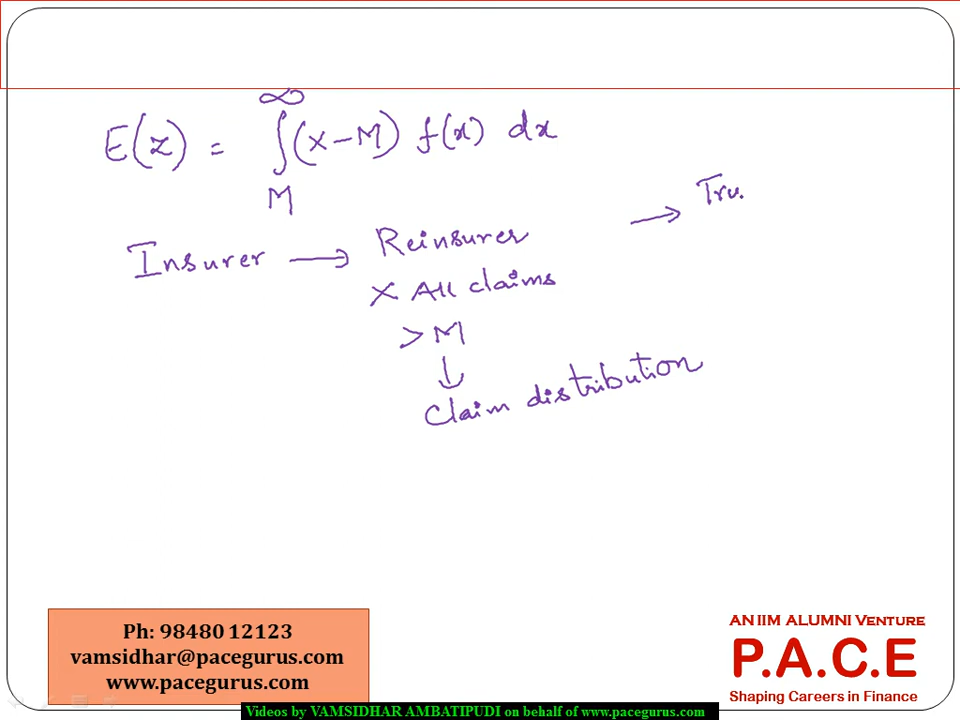 E(z) = ∫_M^∞ (x-M) f(x) dx
→ Tru.
Insurer → Reinsurer
X All claims
> M
↓
Claim distribution
Ph: 98480 12123
vamsidhar@pacegurus.com
www.pacegurus.com
AN IIM ALUMNI VENTURE
P.A.C.E
Shaping Careers in Finance
Videos by VAMSIDHAR AMBATIPUDI on behalf of www.pacegurus.com